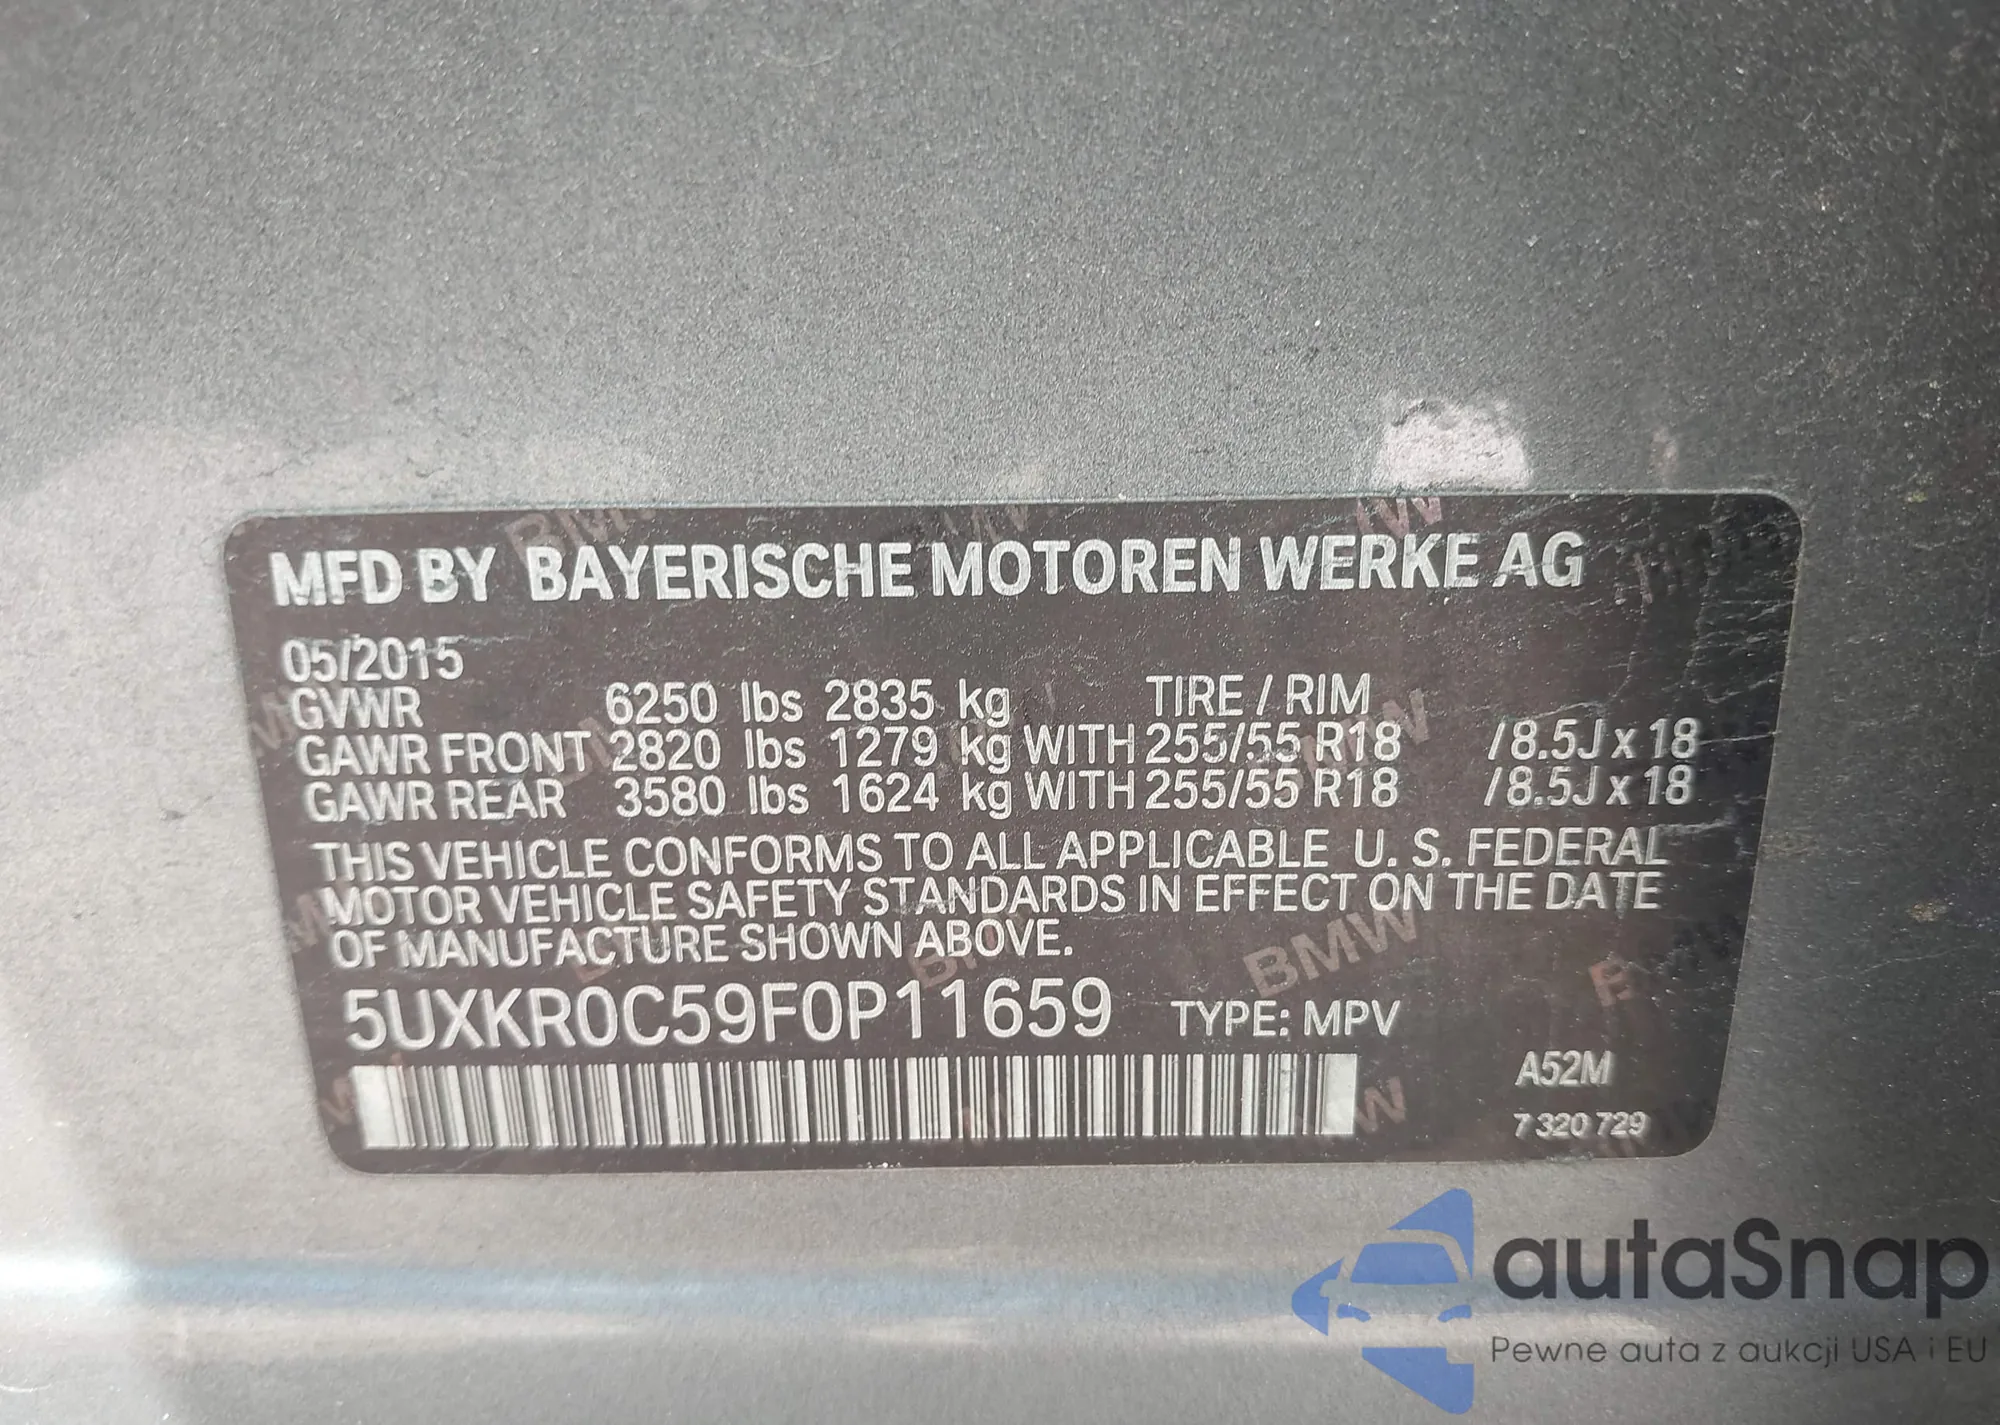 MFD BY BAYERISCHE MOTOREN WERKE AG
05/2015
GVWR 6250 lbs 2835 kg TIRE / RIM
GAWR FRONT 2820 lbs 1279 kg WITH 255/55 R18 /8.5J x 18
GAWR REAR 3580 lbs 1624 kg WITH 255/55 R18 /8.5J x 18
THIS VEHICLE CONFORMS TO ALL APPLICABLE U. S. FEDERAL
MOTOR VEHICLE SAFETY STANDARDS IN EFFECT ON THE DATE
OF MANUFACTURE SHOWN ABOVE.
5UXKR0C59F0P11659 TYPE: MPV
A52M
7 320 729
BMW
autaSnap
Pewne auta z aukcji USA i EU